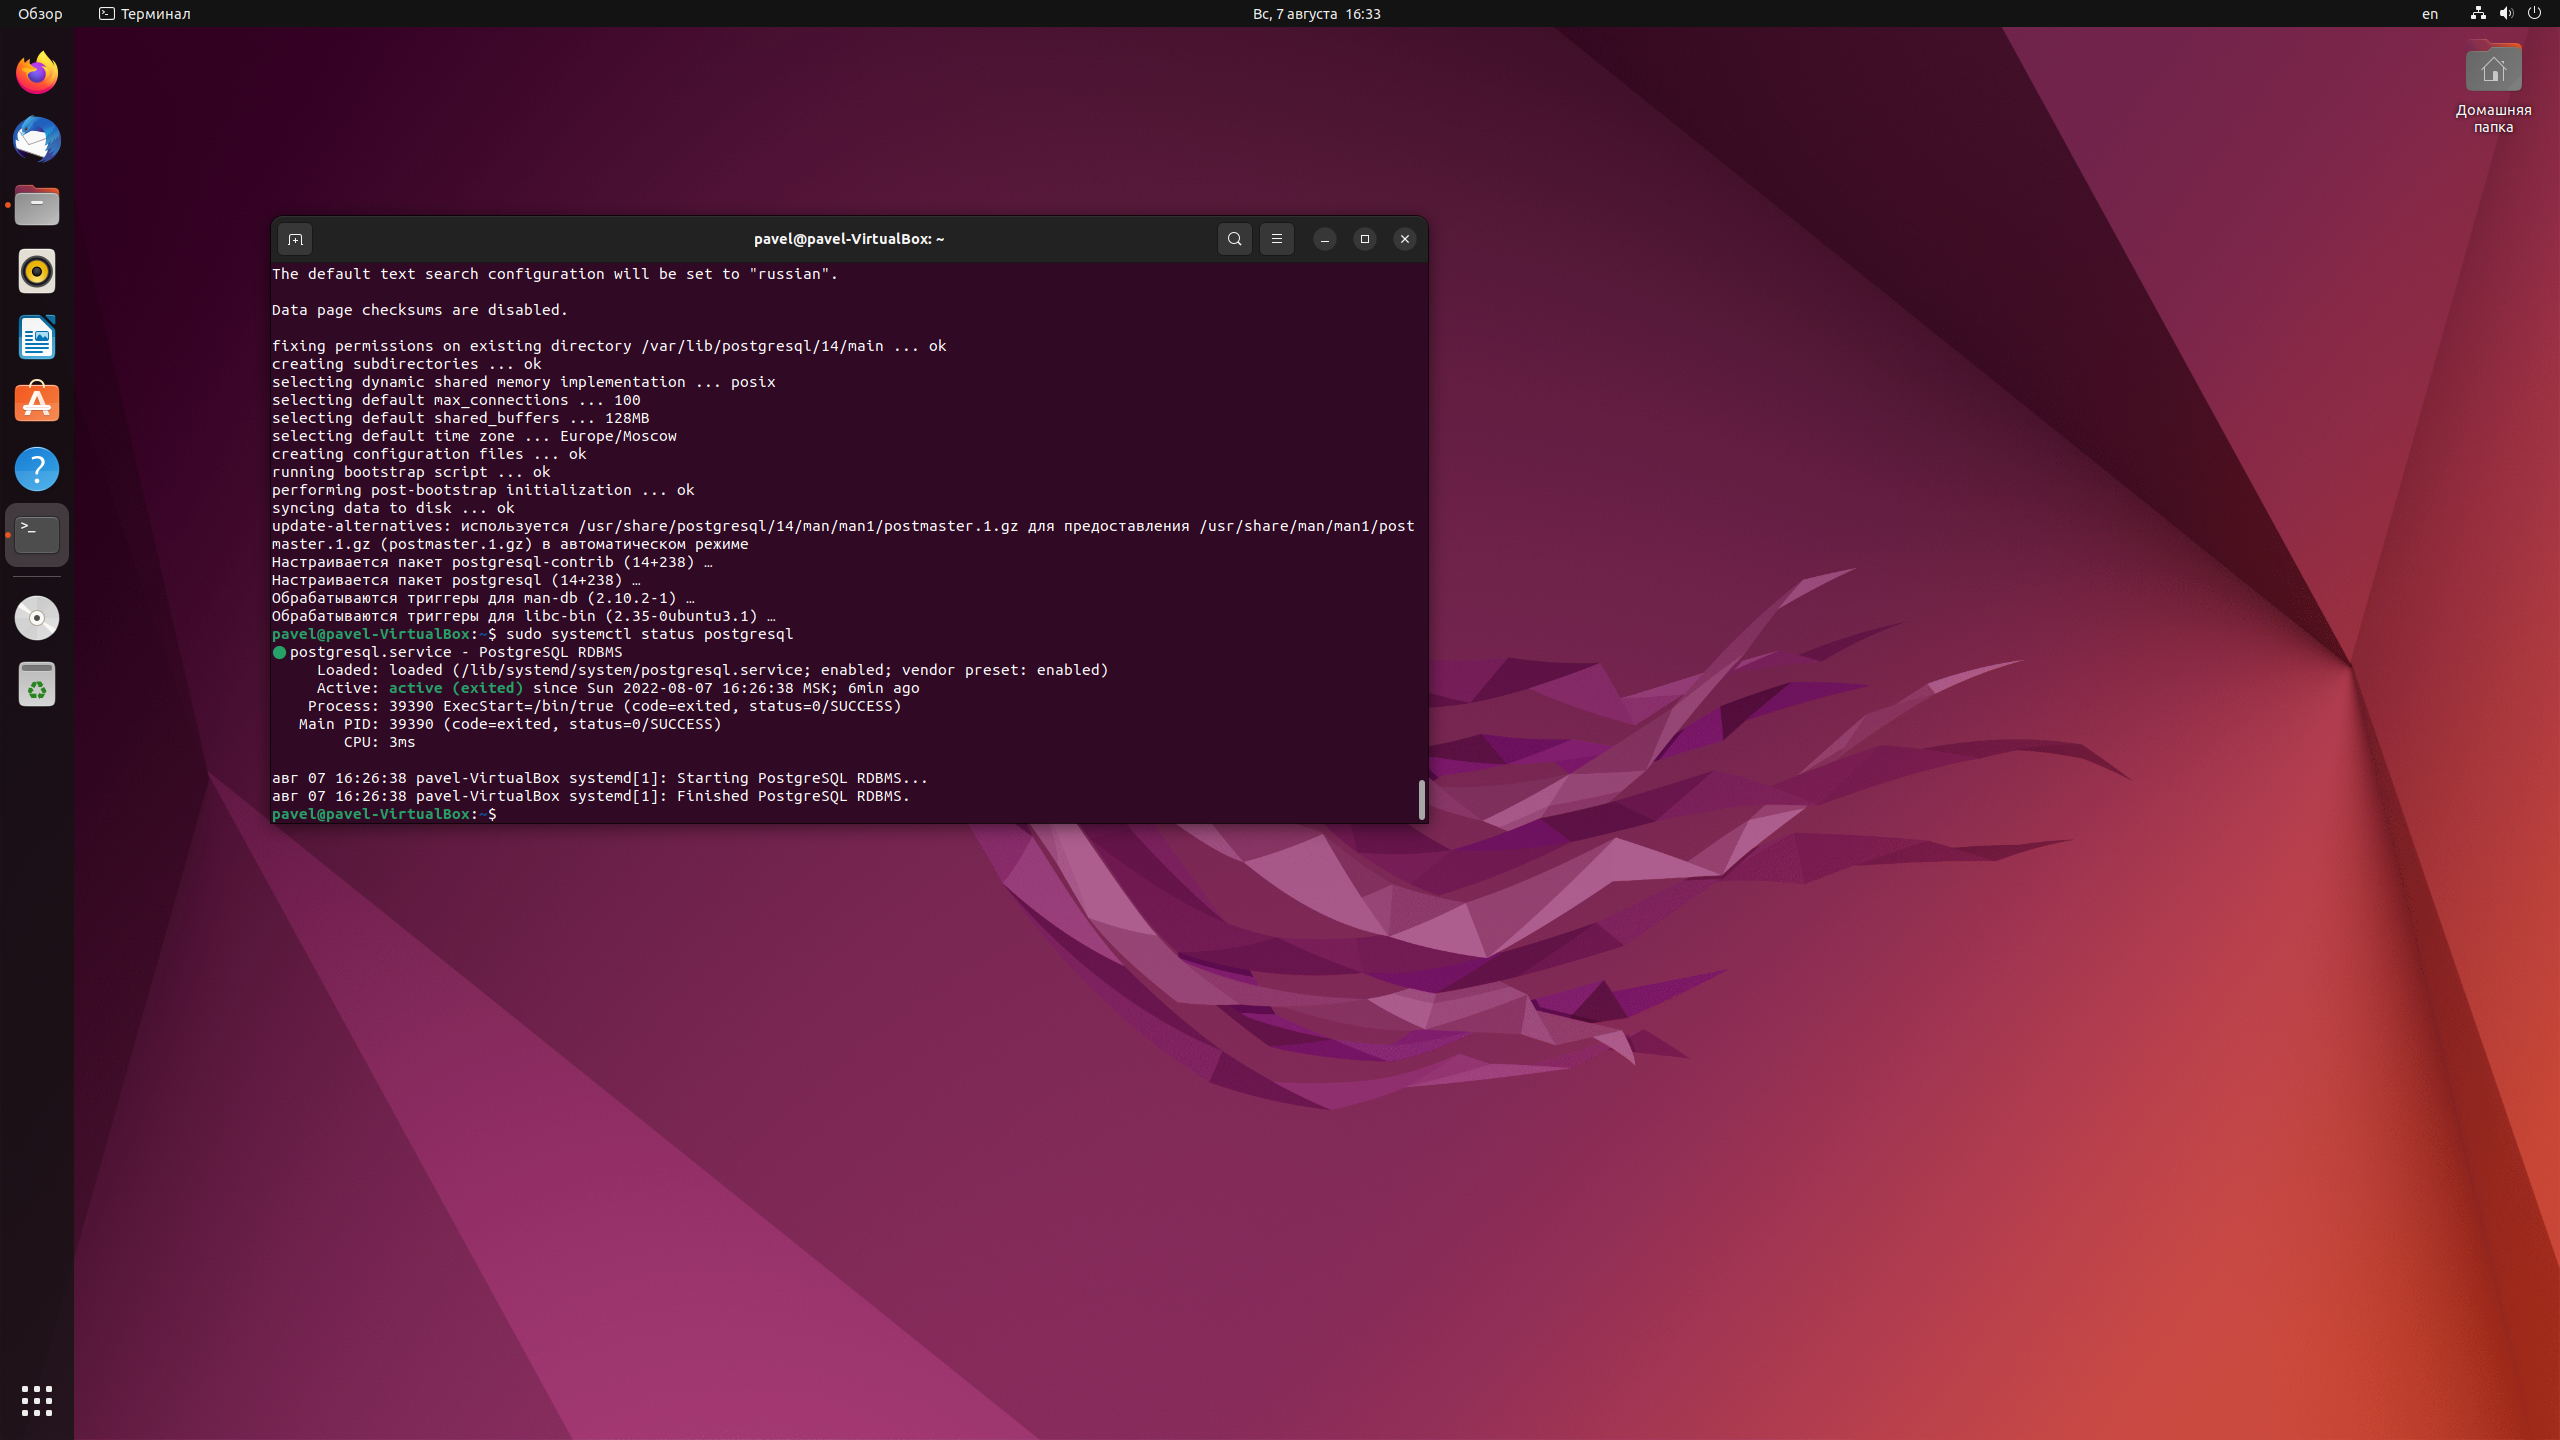 Обзор
Терминал
Вс, 7 августа 16:33
en
Домашняя
папка
pavel@pavel-VirtualBox: ~
The default text search configuration will be set to "russian".
Data page checksums are disabled.
fixing permissions on existing directory /var/lib/postgresql/14/main ... ok
creating subdirectories ... ok
selecting dynamic shared memory implementation ... posix
selecting default max_connections ... 100
selecting default shared_buffers ... 128MB
selecting default time zone ... Europe/Moscow
creating configuration files ... ok
running bootstrap script ... ok
performing post-bootstrap initialization ... ok
syncing data to disk ... ok
update-alternatives: используется /usr/share/postgresql/14/man/man1/postmaster.1.gz для предоставления /usr/share/man/man1/post
master.1.gz (postmaster.1.gz) в автоматическом режиме
Настраивается пакет postgresql-contrib (14+238) …
Настраивается пакет postgresql (14+238) …
Обрабатываются триггеры для man-db (2.10.2-1) …
Обрабатываются триггеры для libc-bin (2.35-0ubuntu3.1) …
pavel@pavel-VirtualBox:~$ sudo systemctl status postgresql
● postgresql.service - PostgreSQL RDBMS
Loaded: loaded (/lib/systemd/system/postgresql.service; enabled; vendor preset: enabled)
Active: active (exited) since Sun 2022-08-07 16:26:38 MSK; 6min ago
Process: 39390 ExecStart=/bin/true (code=exited, status=0/SUCCESS)
Main PID: 39390 (code=exited, status=0/SUCCESS)
CPU: 3ms
авг 07 16:26:38 pavel-VirtualBox systemd[1]: Starting PostgreSQL RDBMS...
авг 07 16:26:38 pavel-VirtualBox systemd[1]: Finished PostgreSQL RDBMS.
pavel@pavel-VirtualBox:~$